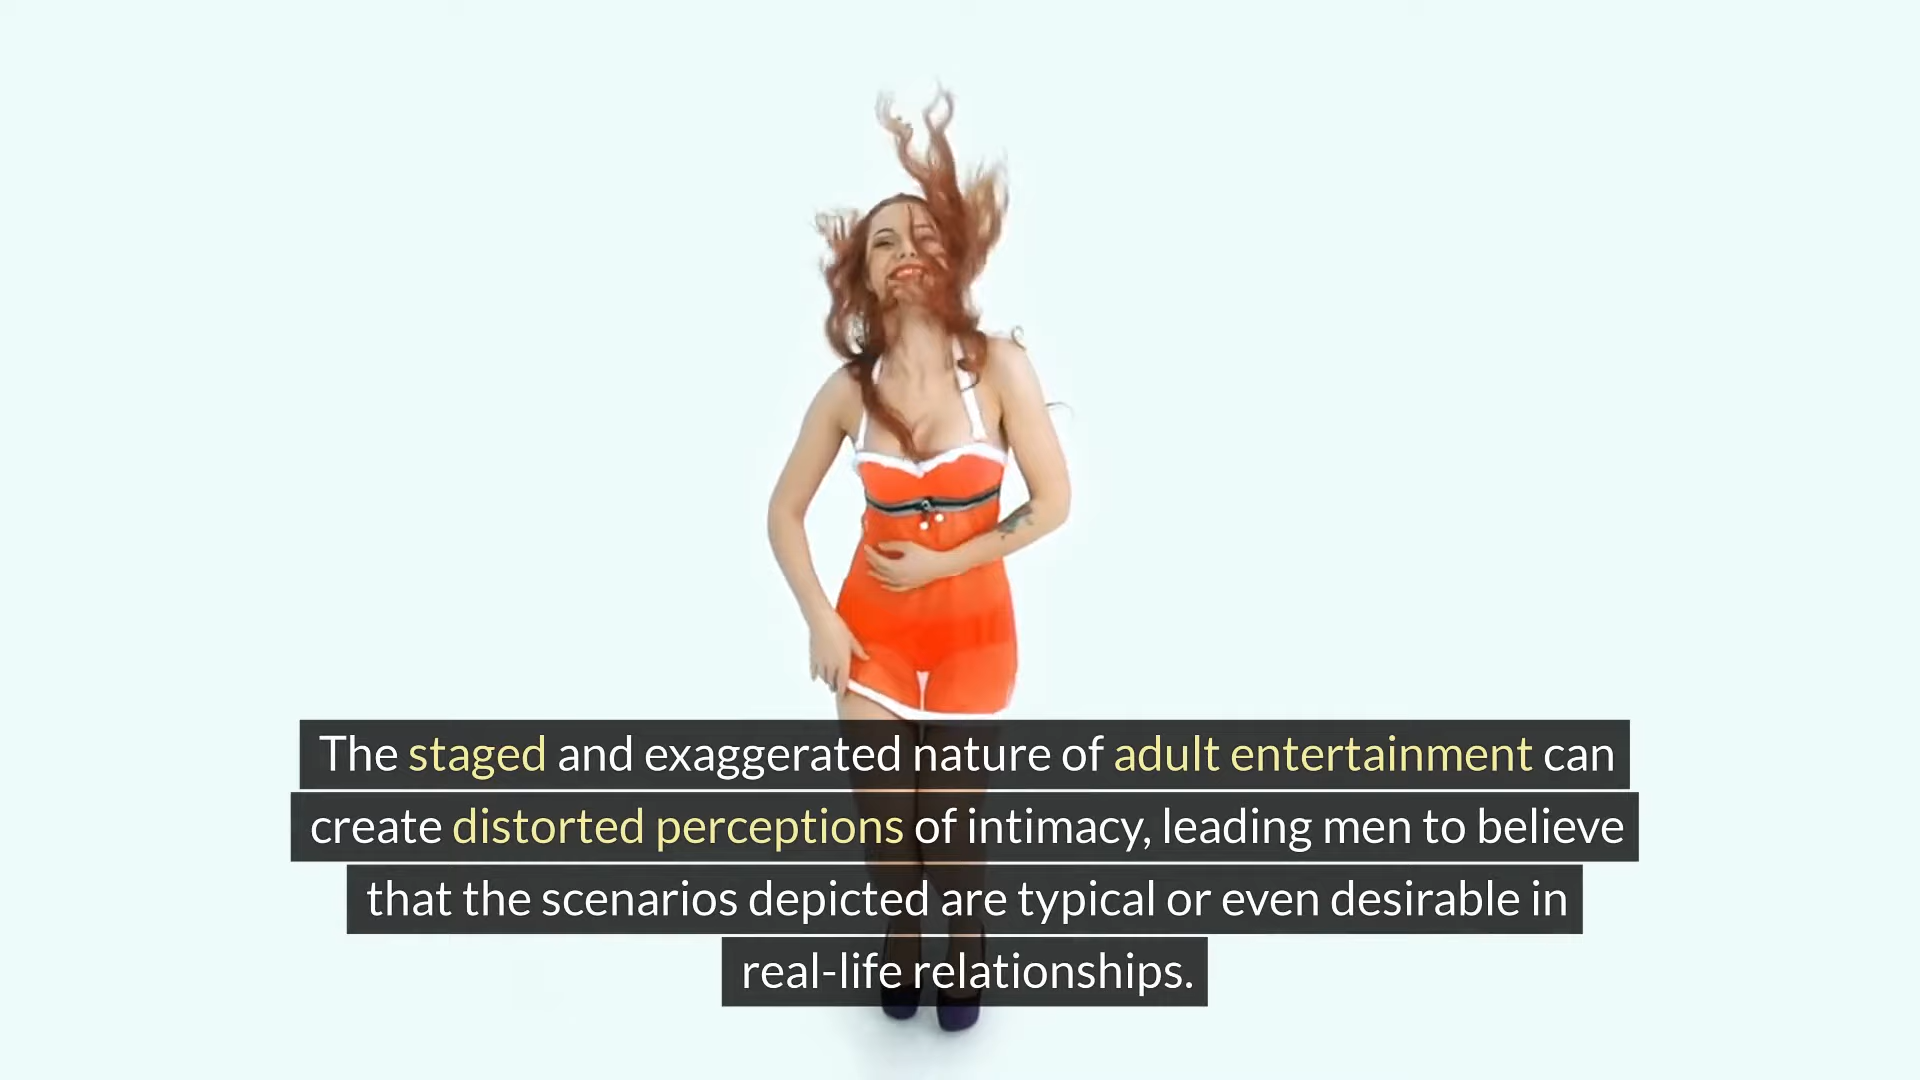 The staged and exaggerated nature of adult entertainment can
create distorted perceptions of intimacy, leading men to believe
that the scenarios depicted are typical or even desirable in
real-life relationships.